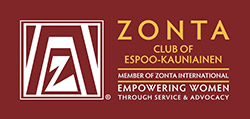 Z
®
ZONTA
CLUB OF
ESPOO-KAUNIAINEN
MEMBER OF ZONTA INTERNATIONAL
EMPOWERING WOMEN
THROUGH SERVICE & ADVOCACY